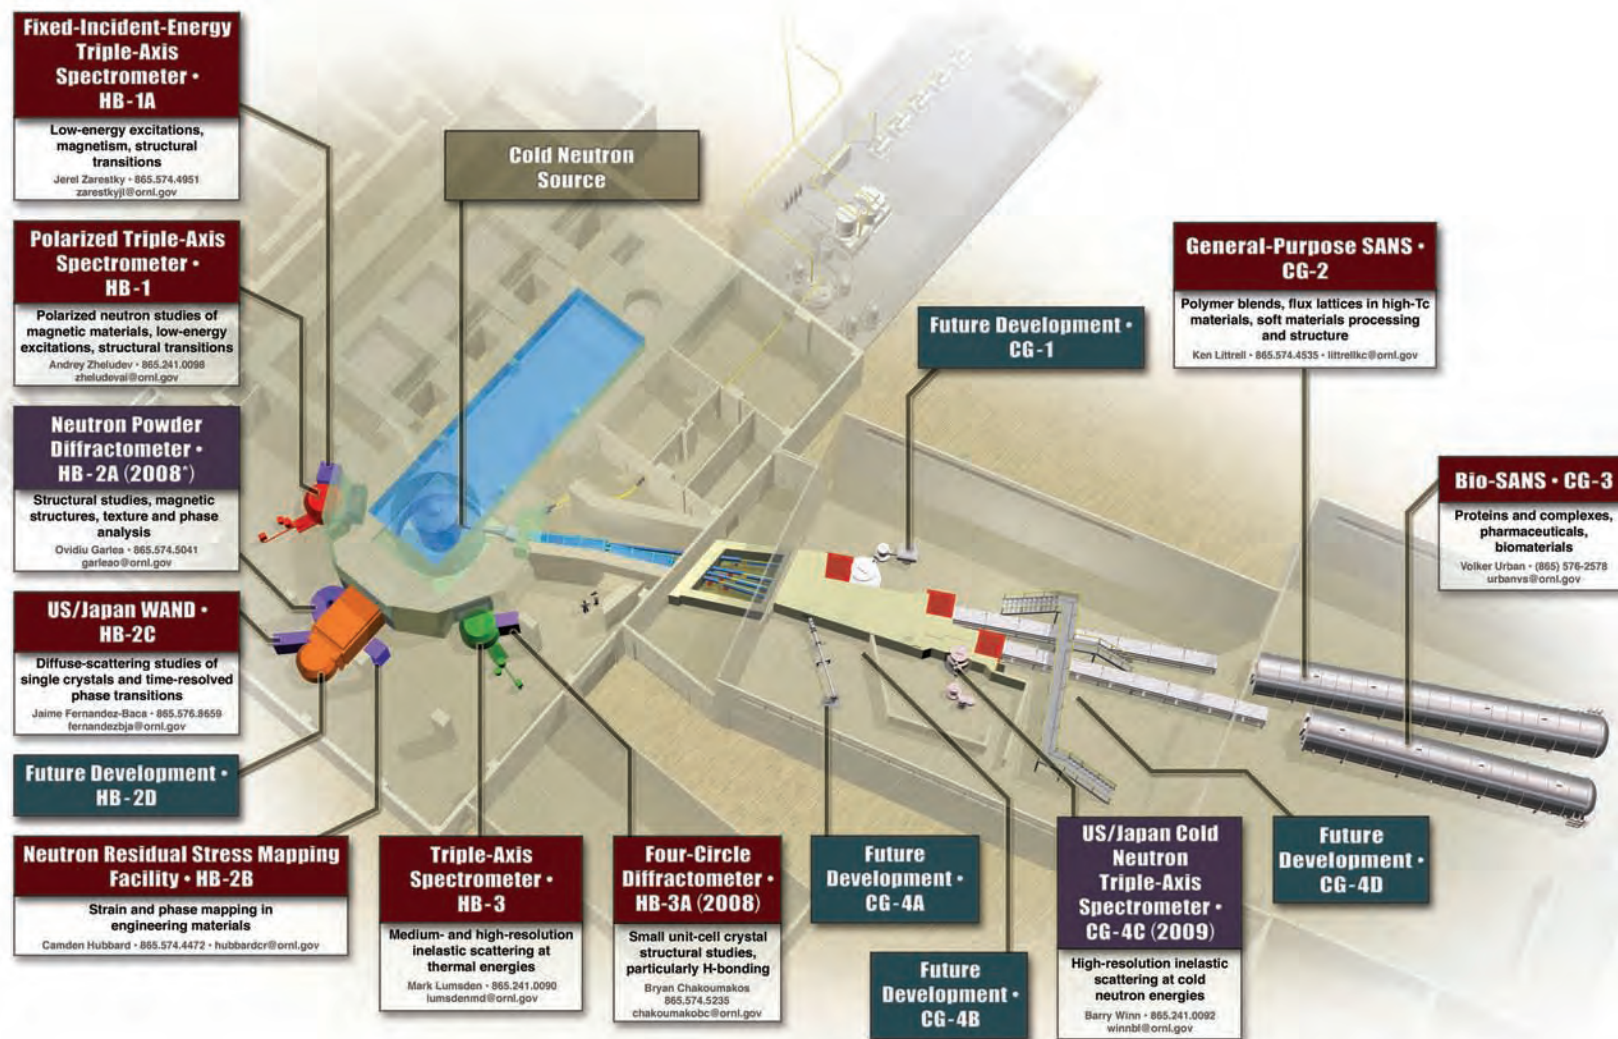 Fixed-Incident-Energy
Triple-Axis
Spectrometer •
HB-1A
Low-energy excitations,
magnetism, structural
transitions
Jerel Zarestky • 865.574.4951
zarestkyjl@ornl.gov
Polarized Triple-Axis
Spectrometer •
HB-1
Polarized neutron studies of
magnetic materials, low-energy
excitations, structural transitions
Andrey Zheludev • 865.241.0098
zheludevai@ornl.gov
Neutron Powder
Diffractometer •
HB-2A (2008*)
Structural studies, magnetic
structures, texture and phase
analysis
Ovidiu Garlea • 865.574.5041
garleao@ornl.gov
US/Japan WAND •
HB-2C
Diffuse-scattering studies of
single crystals and time-resolved
phase transitions
Jaime Fernandez-Baca • 865.576.8659
fernandezbja@ornl.gov
Future Development •
HB-2D
Neutron Residual Stress Mapping
Facility • HB-2B
Strain and phase mapping in
engineering materials
Camden Hubbard • 865.574.4472 • hubbardcr@ornl.gov
Cold Neutron
Source
Triple-Axis
Spectrometer •
HB-3
Medium- and high-resolution
inelastic scattering at
thermal energies
Mark Lumsden • 865.241.0090
lumsdenmd@ornl.gov
Four-Circle
Diffractometer •
HB-3A (2008)
Small unit-cell crystal
structural studies,
particularly H-bonding
Bryan Chakoumakos
865.574.5235
chakoumakobc@ornl.gov
Future Development •
CG-1
General-Purpose SANS •
CG-2
Polymer blends, flux lattices in high-Tc
materials, soft materials processing
and structure
Ken Littrell • 865.574.4535 • littrellkc@ornl.gov
Bio-SANS • CG-3
Proteins and complexes,
pharmaceuticals,
biomaterials
Volker Urban • (865) 576-2578
urbanvs@ornl.gov
Future
Development •
CG-4A
Future
Development •
CG-4B
US/Japan Cold
Neutron
Triple-Axis
Spectrometer •
CG-4C (2009)
High-resolution inelastic
scattering at cold
neutron energies
Barry Winn • 865.241.0092
winnbl@ornl.gov
Future
Development •
CG-4D